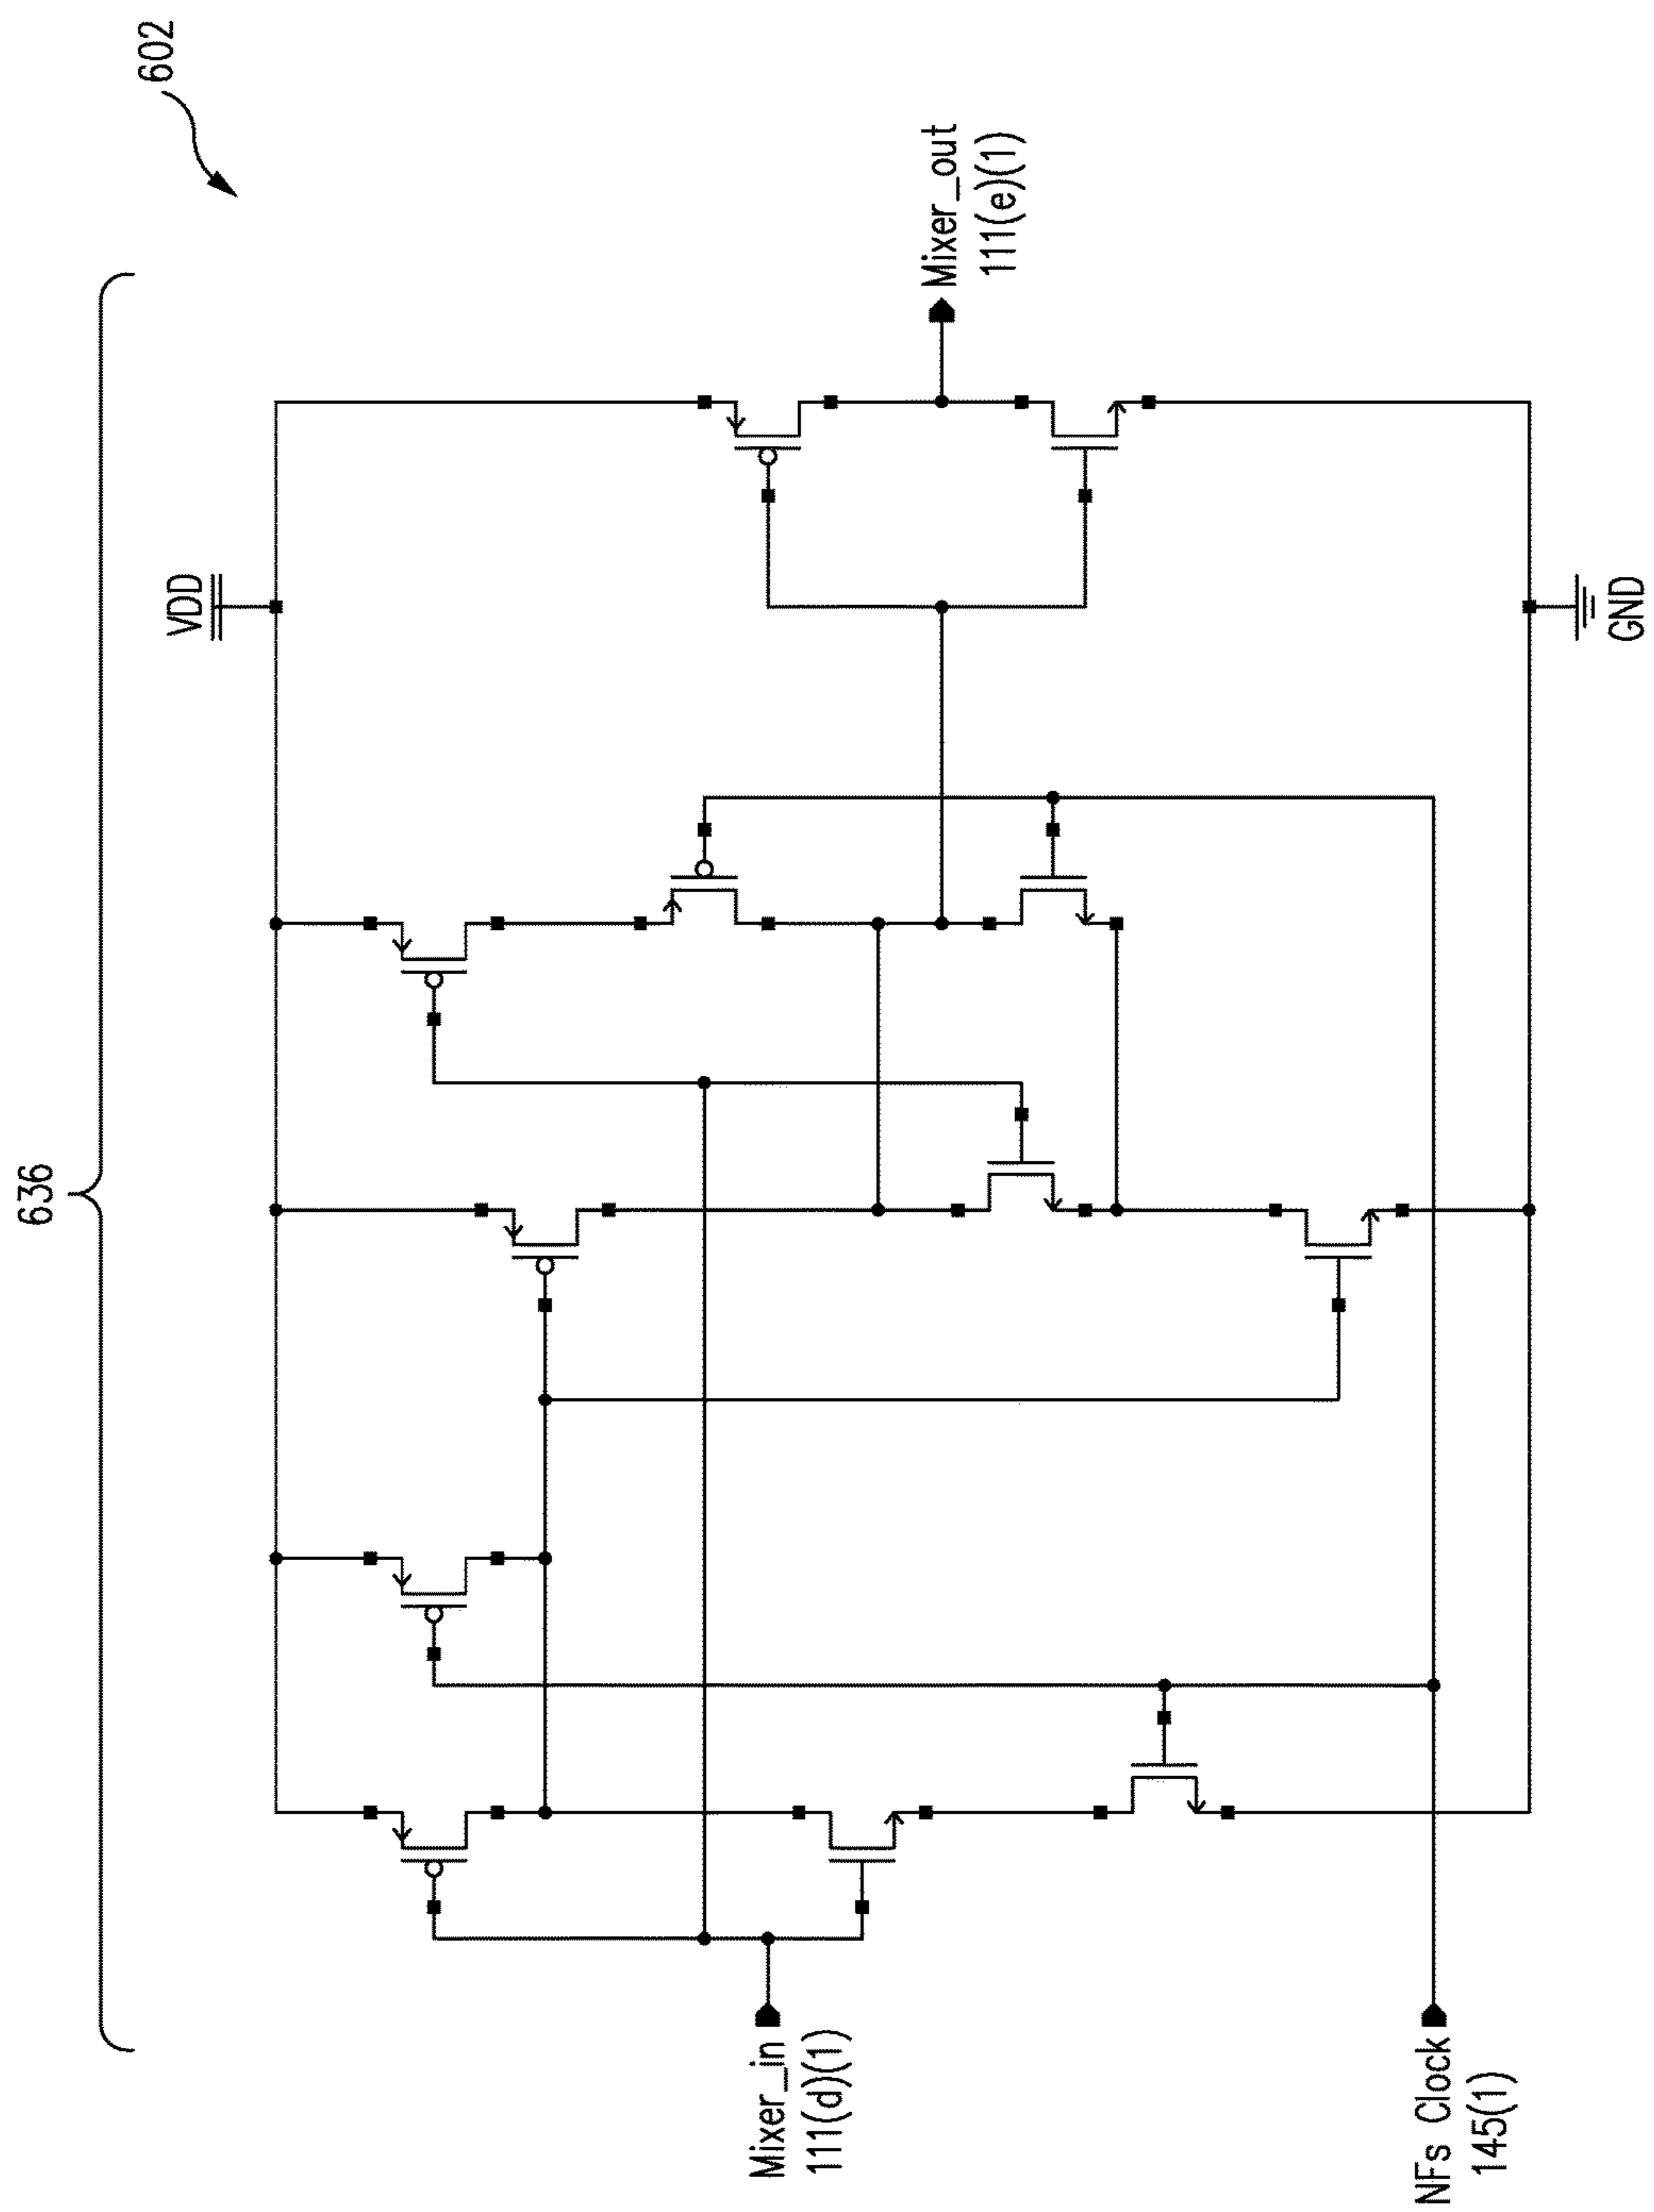 602
636
VDD
Mixer_in
111(d)(1)
Mixer_out
111(e)(1)
NFs Clock
145(1)
GND